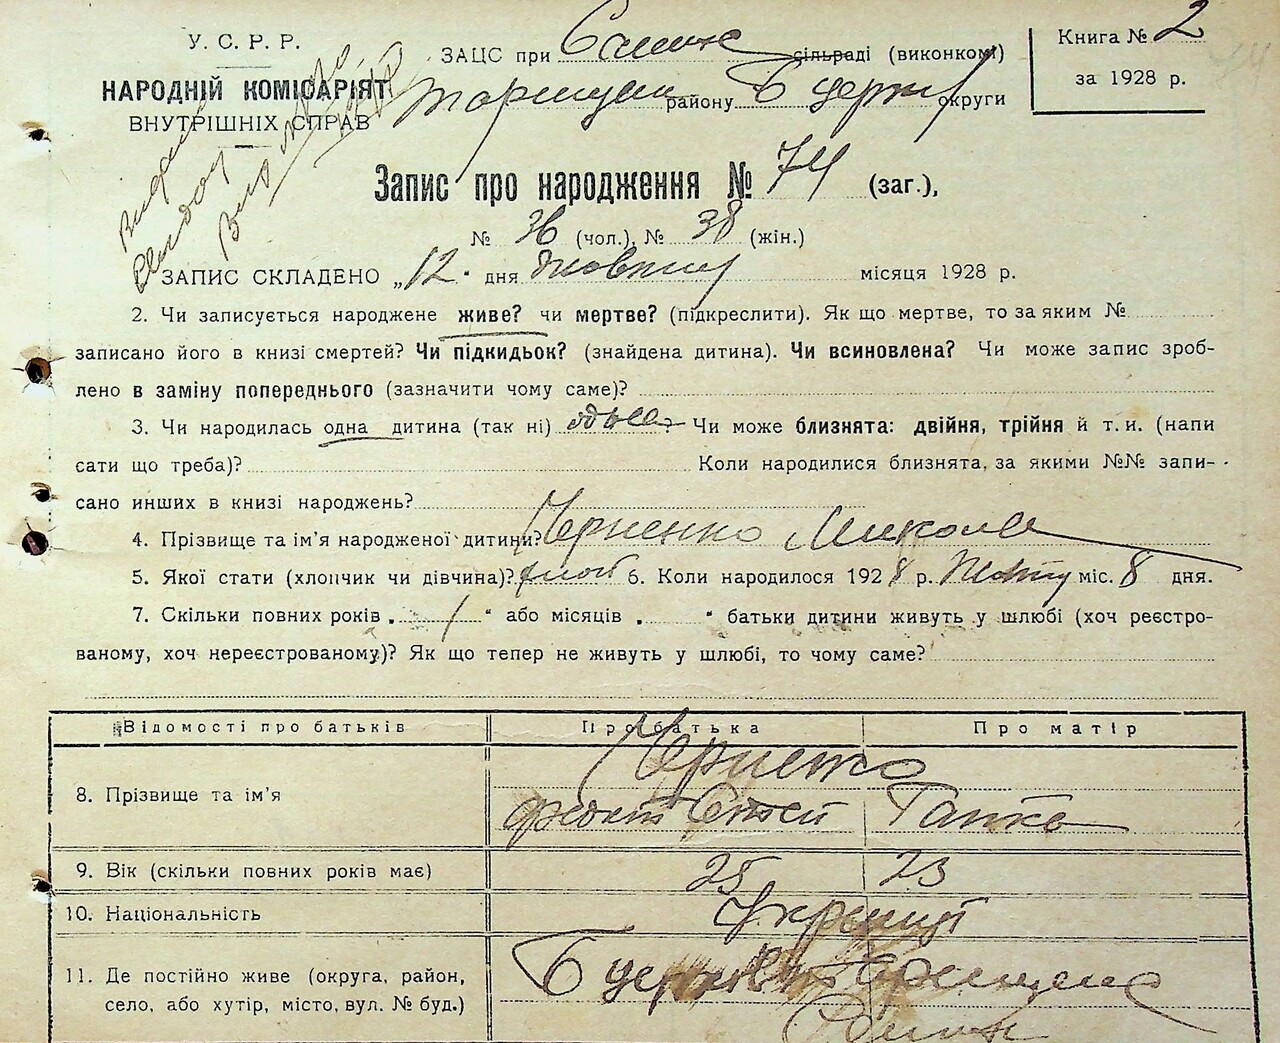 У. С. Р. Р.
НАРОДНІЙ КОМІСАРІЯТ
ВНУТРІШНІХ СПРАВ
ЗАЦС при сільраді (виконкомі)
району Б церкв округи
Книга № 2
за 1928 р.
Запис про народження № 74 (заг.),
№ 36 (чол.), № 38 (жін.)
ЗАПИС СКЛАДЕНО „12" дня жовтня місяця 1928 р.
2. Чи записується народжене живе? чи мертве? (підкреслити). Як що мертве, то за яким №
записано його в книзі смертей? Чи підкидьок? (знайдена дитина). Чи всиновлена? Чи може запис зроб-
лено в заміну попереднього (зазначити чому саме)?
3. Чи народилась одна дитина (так ні) одна? Чи може близнята: двійня, трійня й т. и. (напи
сати що треба)? Коли народилися близнята, за якими №№ запи-
сано инших в книзі народжень?
4. Прізвище та ім'я народженої дитини? Черненко Микола
5. Якої стати (хлопчик чи дівчина)? 6. Коли народилося 1928 р. Жовтн міс. 8 дня.
7. Скільки повних років „ 1 " або місяців „ " батьки дитини живуть у шлюбі (хоч реєстро-
ваному, хоч нереєстрованому)? Як що тепер не живуть у шлюбі, то чому саме?
Відомості про батьків Про батька Про матір
8. Прізвище та ім'я Черненко
Ганка
9. Вік (скільки повних років має) 25 23
10. Національність
11. Де постійно живе (округа, район,
село, або хутір, місто, вул. № буд.)